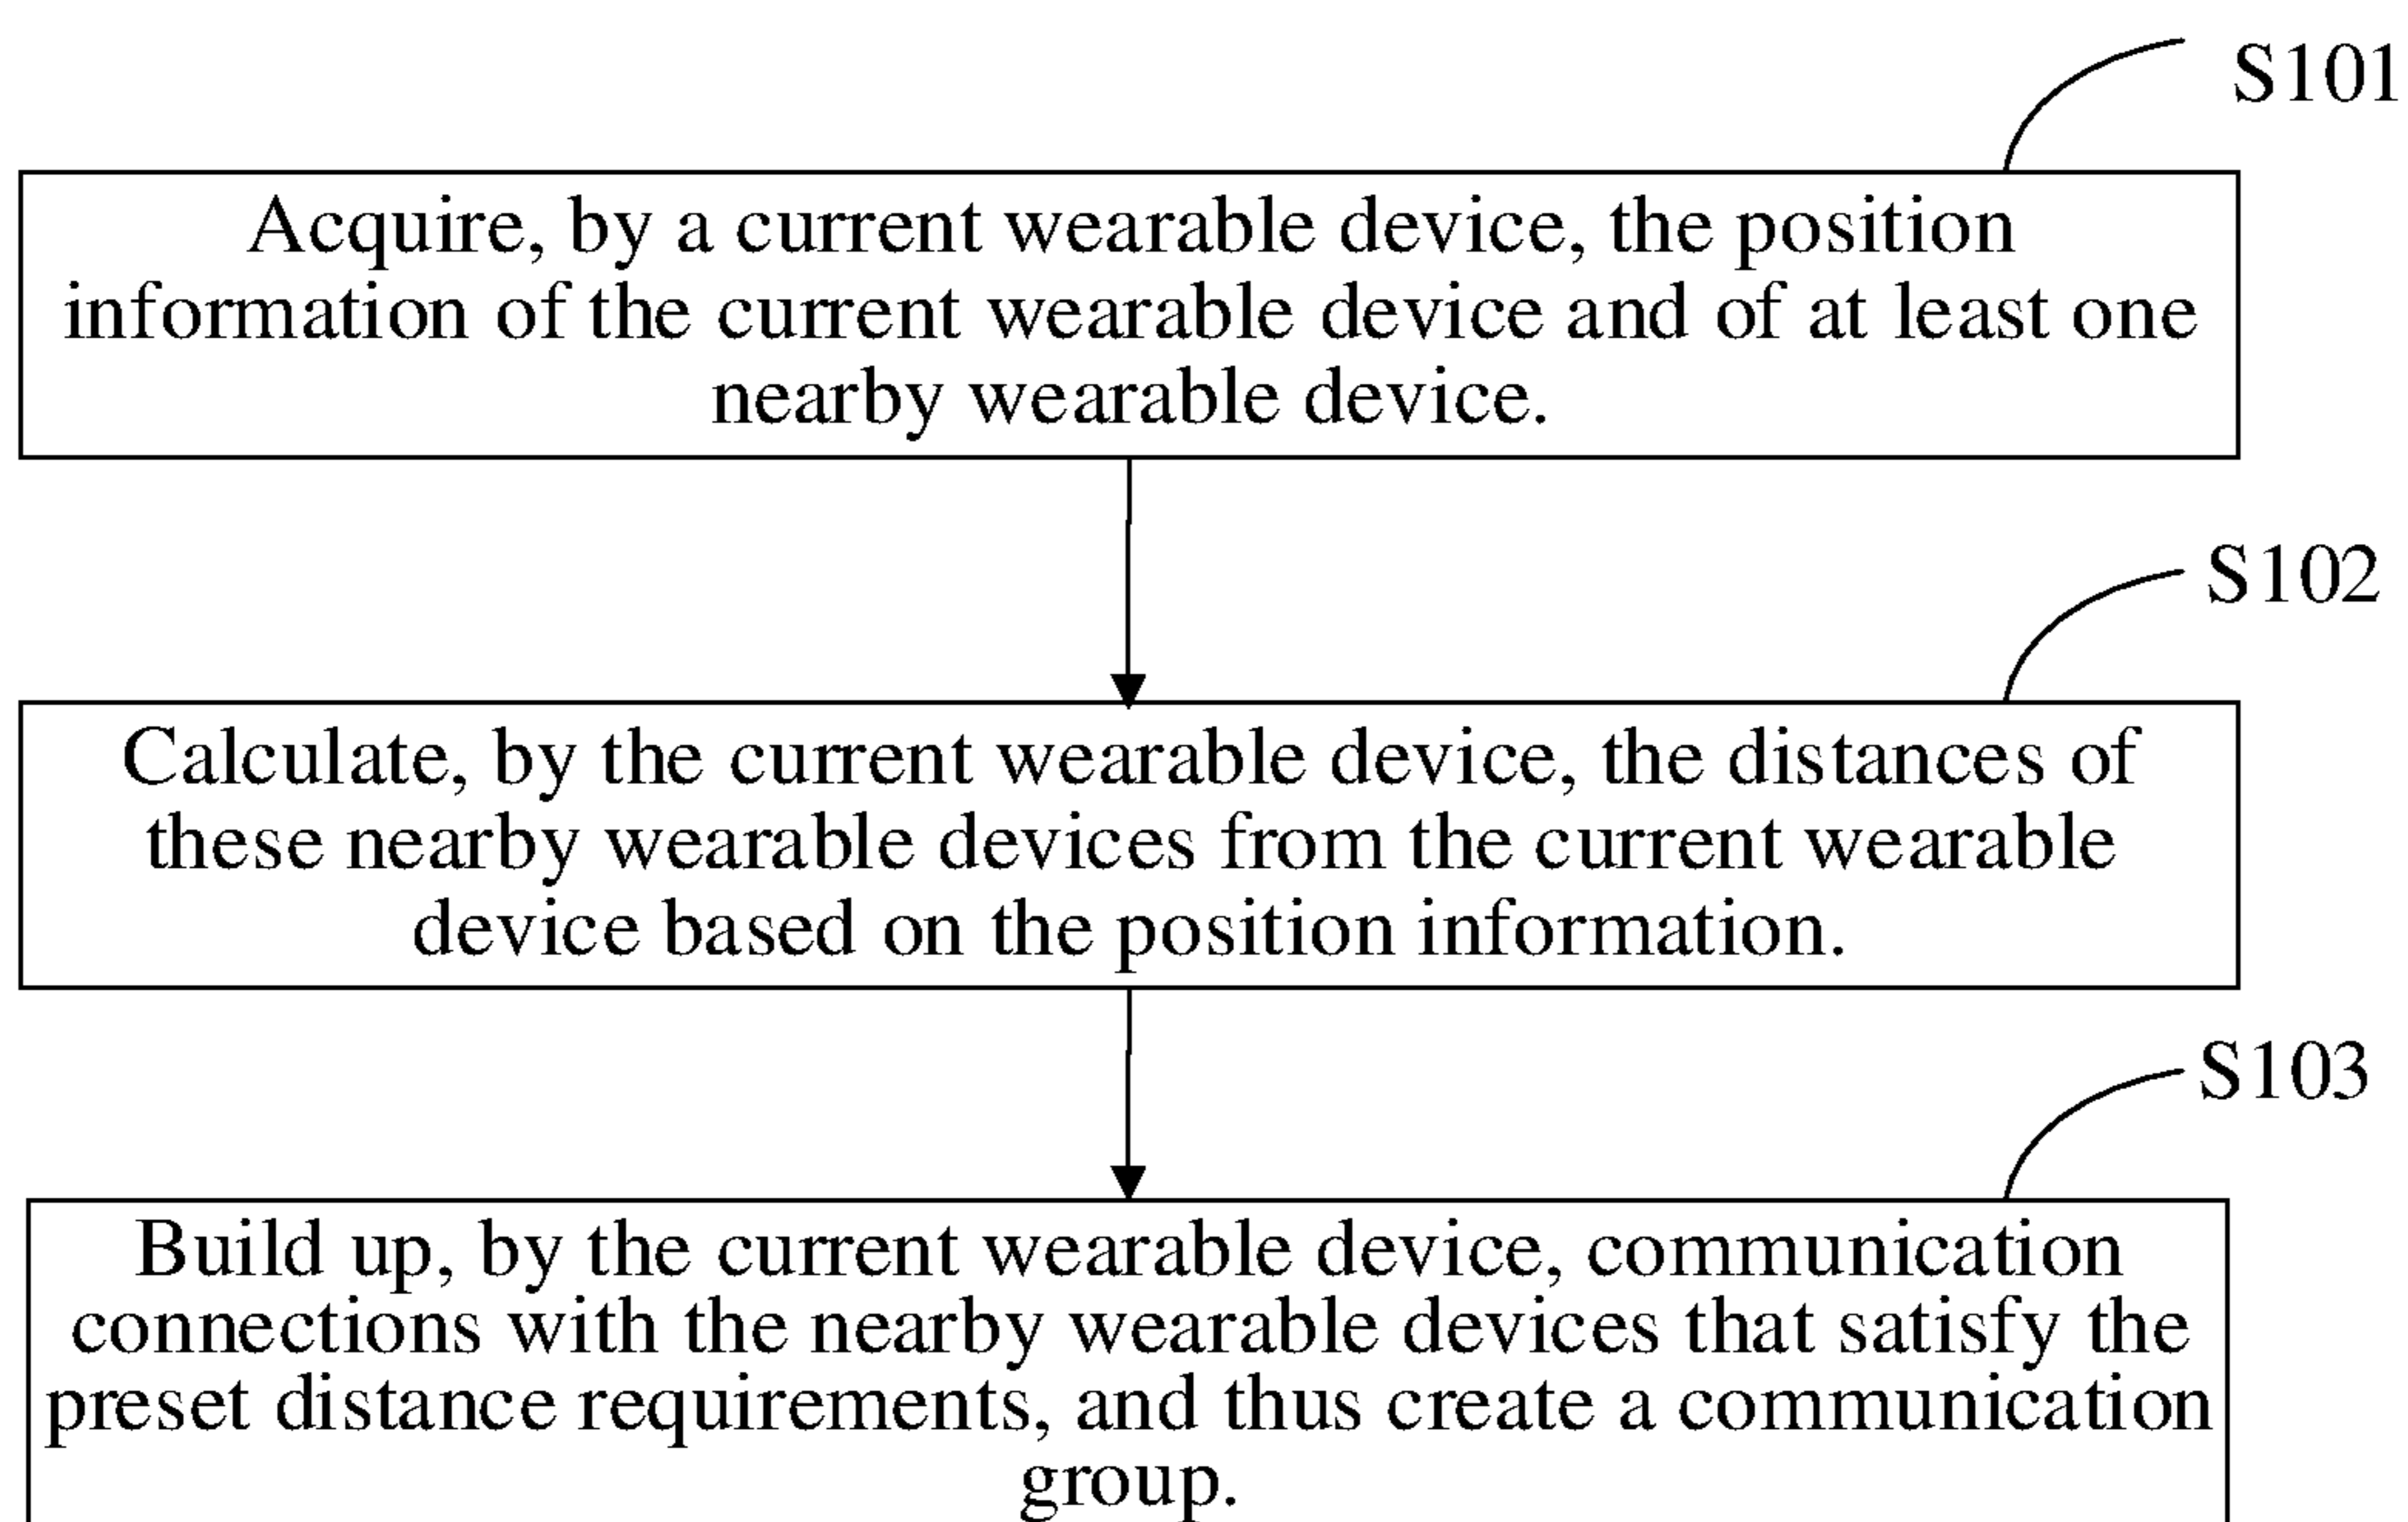 S101
Acquire, by a current wearable device, the position
information of the current wearable device and of at least one
nearby wearable device.
S102
Calculate, by the current wearable device, the distances of
these nearby wearable devices from the current wearable
device based on the position information.
S103
Build up, by the current wearable device, communication
connections with the nearby wearable devices that satisfy the
preset distance requirements, and thus create a communication
group.